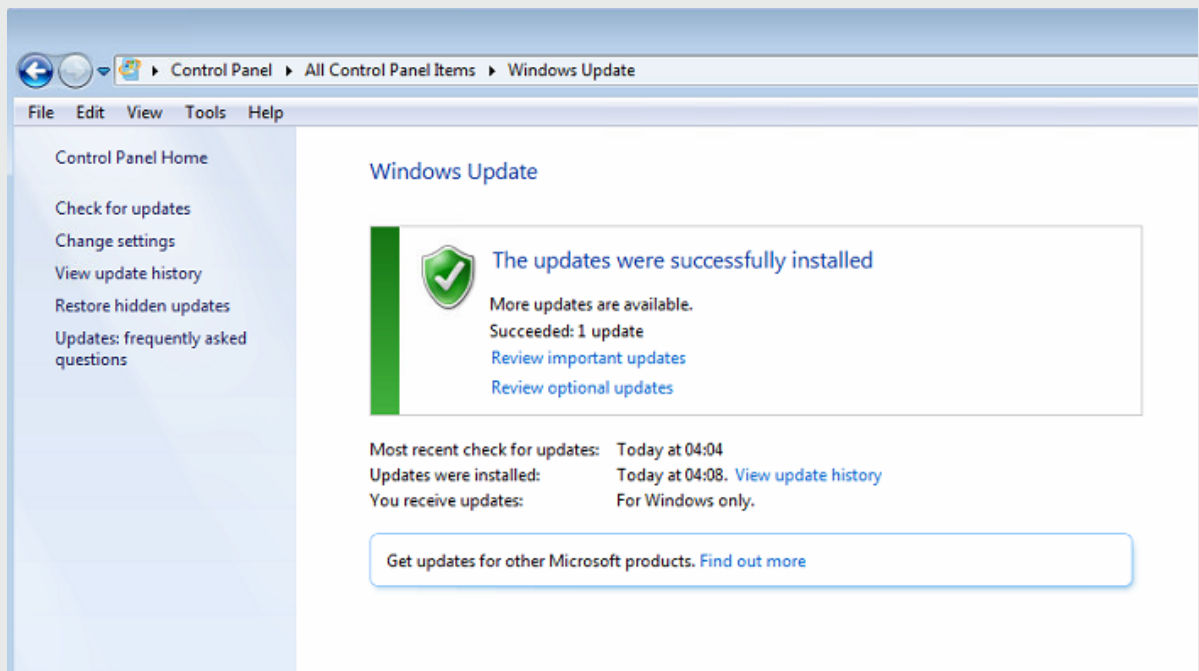 Control Panel All Control Panel Items Windows Update
File Edit View Tools Help
Control Panel Home
Check for updates
Change settings
View update history
Restore hidden updates
Updates: frequently asked
questions
Windows Update
The updates were successfully installed
More updates are available.
Succeeded: 1 update
Review important updates
Review optional updates
Most recent check for updates: Today at 04:04
Updates were installed: Today at 04:08. View update history
You receive updates: For Windows only.
Get updates for other Microsoft products. Find out more